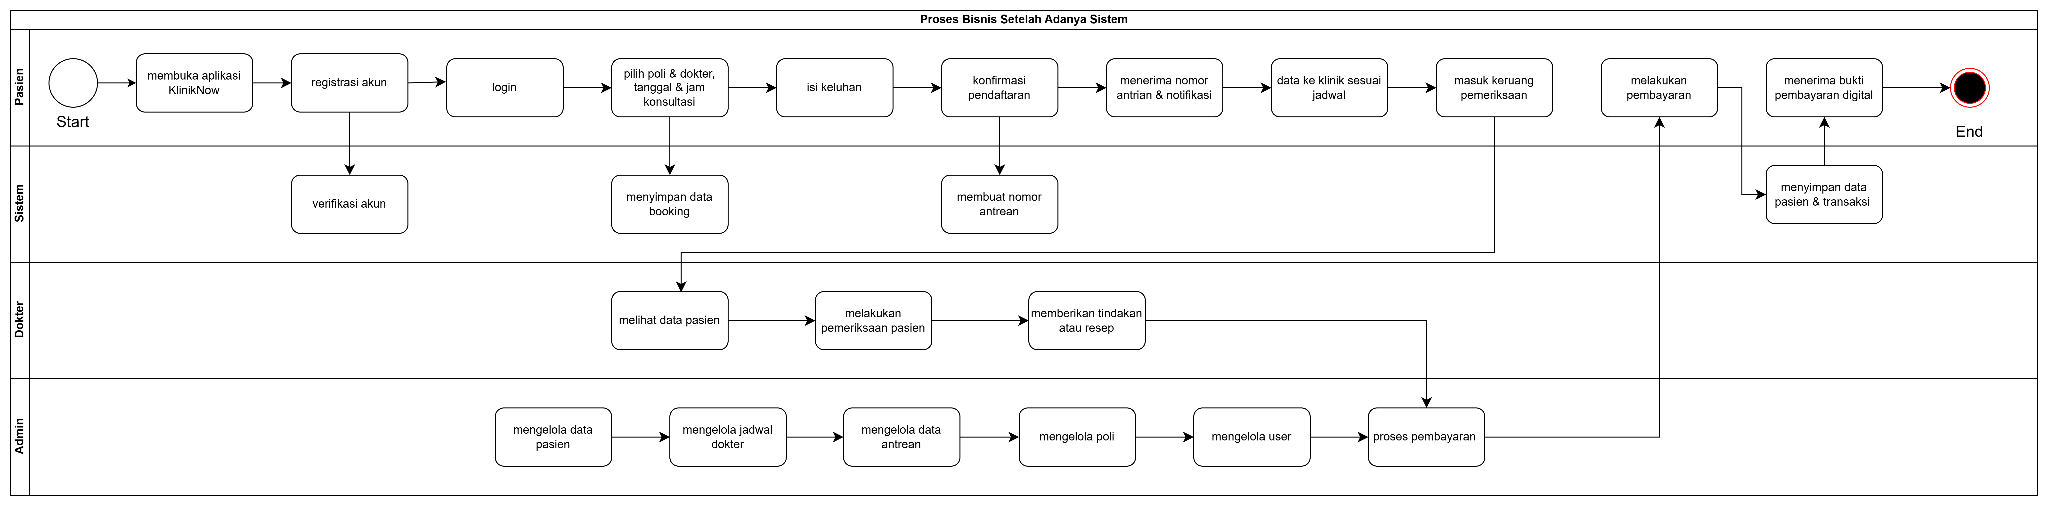 Proses Bisnis Setelah Adanya Sistem
Pasien
Start
membuka aplikasi
KlinikNow
registrasi akun
login
pilih poli & dokter,
tanggal & jam
konsultasi
isi keluhan
konfirmasi
pendaftaran
menerima nomor
antrian & notifikasi
data ke klinik sesuai
jadwal
masuk keruang
pemeriksaan
melakukan
pembayaran
menerima bukti
pembayaran digital
End
Sistem
verifikasi akun
menyimpan data
booking
membuat nomor
antrean
menyimpan data
pasien & transaksi
Dokter
melihat data pasien
melakukan
pemeriksaan pasien
memberikan tindakan
atau resep
Admin
mengelola data
pasien
mengelola jadwal
dokter
mengelola data
antrean
mengelola poli
mengelola user
proses pembayaran